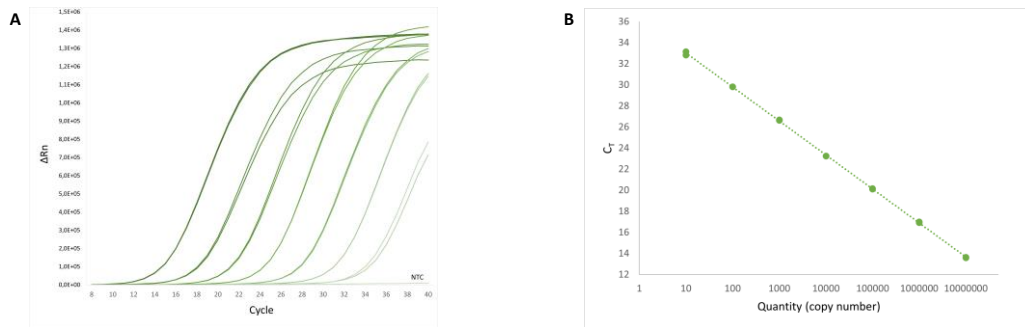 A
1,5E+06
1,4E+06
1,3E+06
1,2E+06
1,1E+06
1,0E+06
9,0E+05
8,0E+05
7,0E+05
6,0E+05
5,0E+05
4,0E+05
3,0E+05
2,0E+05
1,0E+05
0,0E+00
ΔRn
NTC
8 10 12 14 16 18 20 22 24 26 28 30 32 34 36 38 40
Cycle
B
36
34
32
30
28
26
24
22
20
18
16
14
12
CT
1 10 100 1000 10000 100000 1000000 10000000
Quantity (copy number)